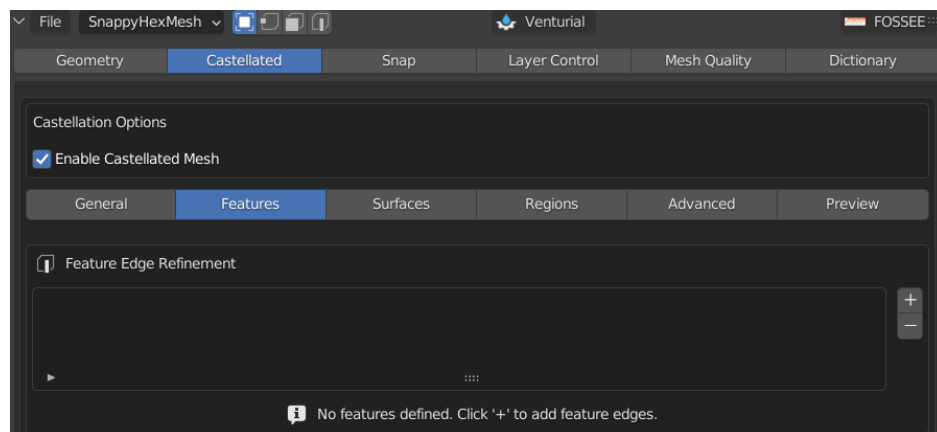 File SnappyHexMesh Venturial FOSSEE
Geometry Castellated Snap Layer Control Mesh Quality Dictionary
Castellation Options
Enable Castellated Mesh
General Features Surfaces Regions Advanced Preview
Feature Edge Refinement
+
−
No features defined. Click '+' to add feature edges.